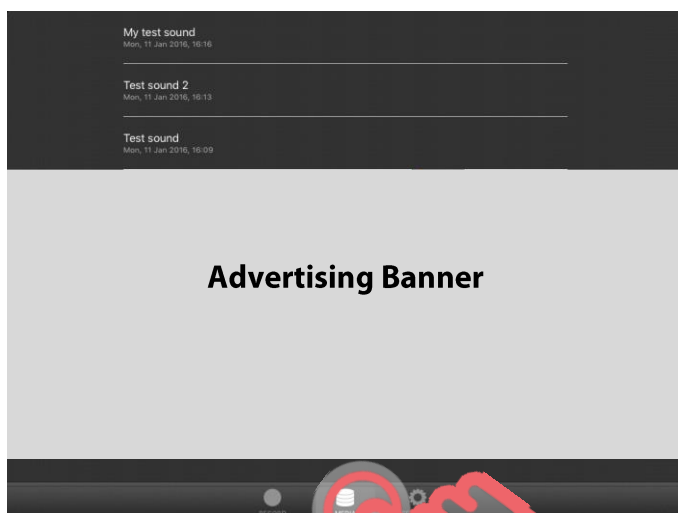 My test sound
Mon, 11 Jan 2016, 16:16
Test sound 2
Mon, 11 Jan 2016, 16:13
Test sound
Mon, 11 Jan 2016, 16:09
Advertising Banner